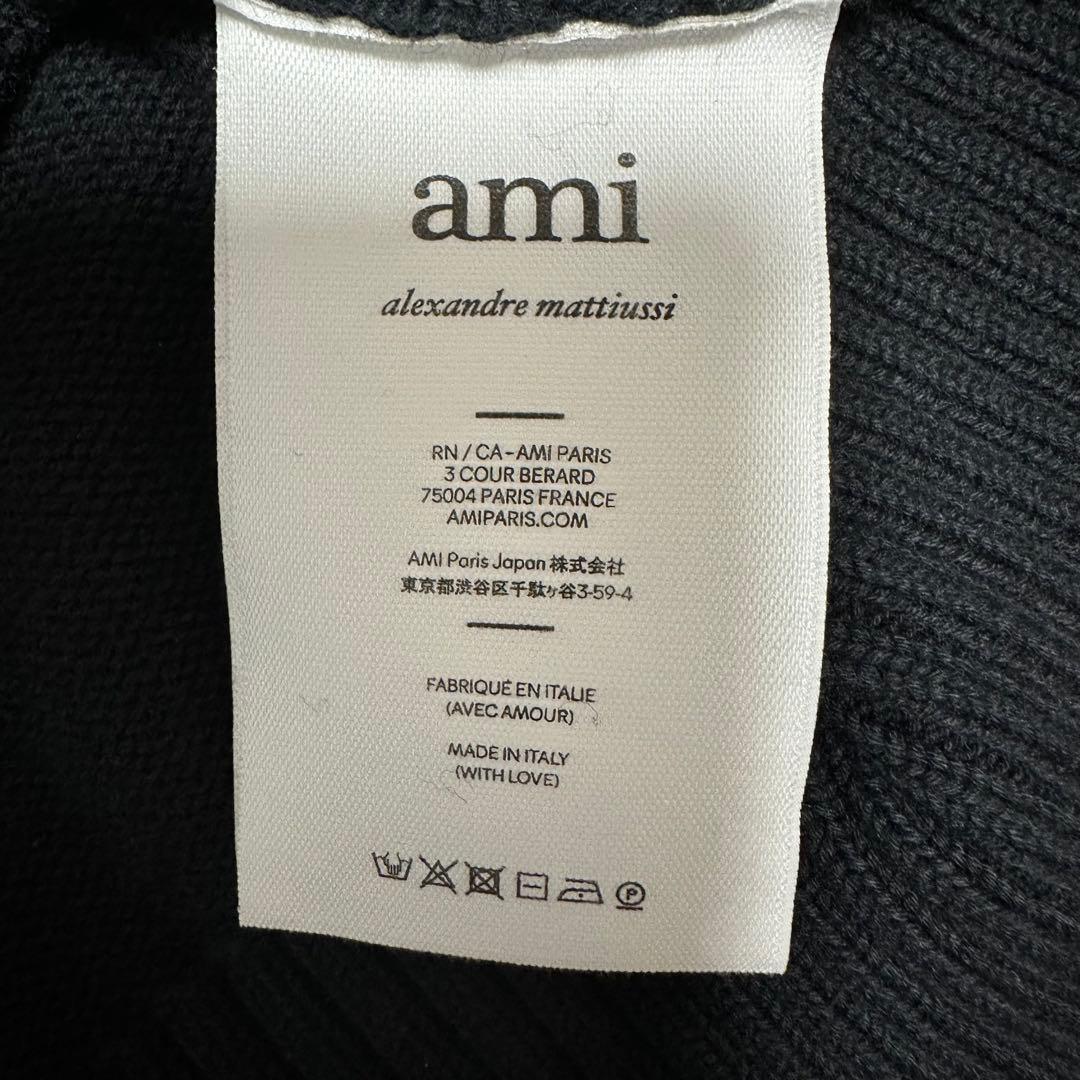 ami
alexandre mattiussi
RN / CA-AMI PARIS
3 COUR BERARD
75004 PARIS FRANCE
AMIPARIS.COM
AMI Paris Japan 株式会社
東京都渋谷区千駄ヶ谷3-59-4
FABRIQUÉ EN ITALIE
(AVEC AMOUR)
MADE IN ITALY
(WITH LOVE)
P